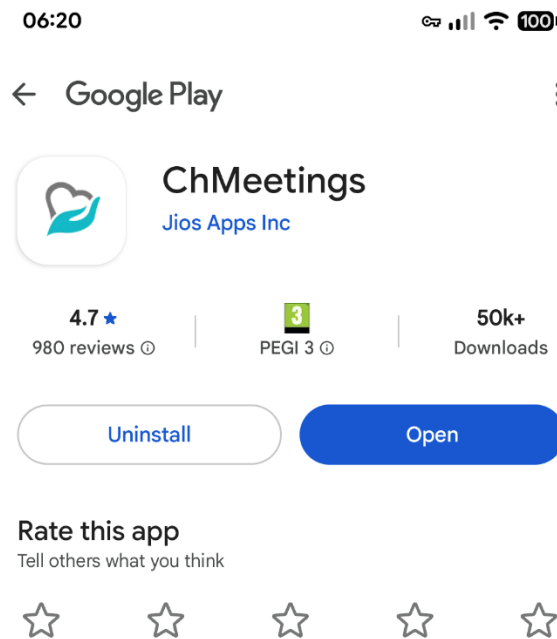 06:20
100
Google Play
ChMeetings
Jios Apps Inc
4.7
3
50k+
980 reviews
PEGI 3
Downloads
Uninstall
Open
Rate this app
Tell others what you think